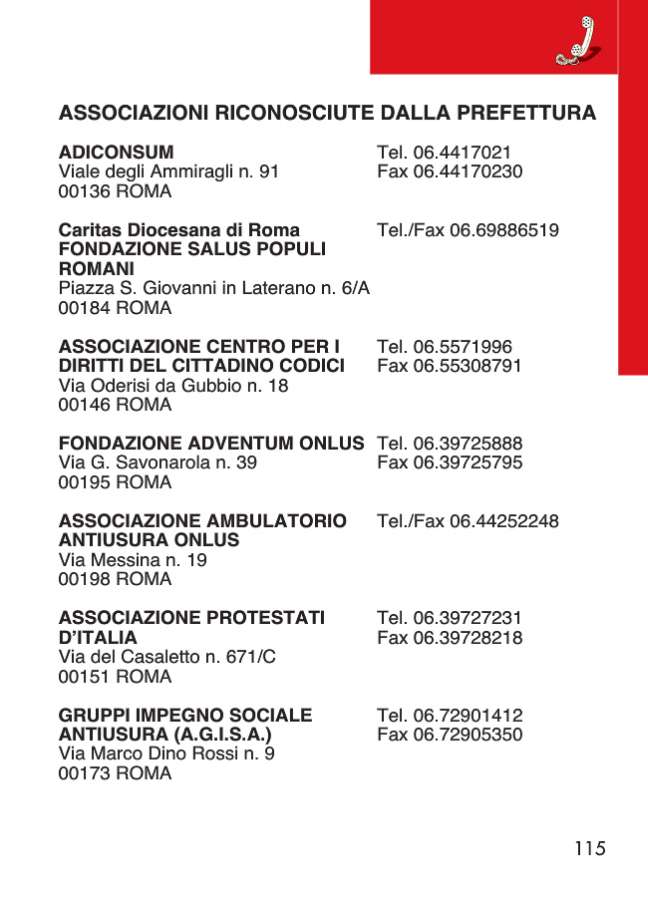 ASSOCIAZIONI RICONOSCIUTE DALLA PREFETTURA
ADICONSUM Tel. 06.4417021
Viale degli Ammiragli n. 91 Fax 06.44170230
00136 ROMA
Caritas Diocesana di Roma Tel./Fax 06.69886519
FONDAZIONE SALUS POPULI
ROMANI
Piazza S. Giovanni in Laterano n. 6/A
00184 ROMA
ASSOCIAZIONE CENTRO PER I Tel. 06.5571996
DIRITTI DEL CITTADINO CODICI Fax 06.55308791
Via Oderisi da Gubbio n. 18
00146 ROMA
FONDAZIONE ADVENTUM ONLUS Tel. 06.39725888
Via G. Savonarola n. 39 Fax 06.39725795
00195 ROMA
ASSOCIAZIONE AMBULATORIO Tel./Fax 06.44252248
ANTIUSURA ONLUS
Via Messina n. 19
00198 ROMA
ASSOCIAZIONE PROTESTATI Tel. 06.39727231
D'ITALIA Fax 06.39728218
Via del Casaletto n. 671/C
00151 ROMA
GRUPPI IMPEGNO SOCIALE Tel. 06.72901412
ANTIUSURA (A.G.I.S.A.) Fax 06.72905350
Via Marco Dino Rossi n. 9
00173 ROMA
115